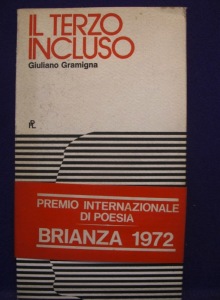 IL TERZO
INCLUSO
Giuliano Gramigna
PREMIO INTERNAZIONALE
DI POESIA
BRIANZA 1972